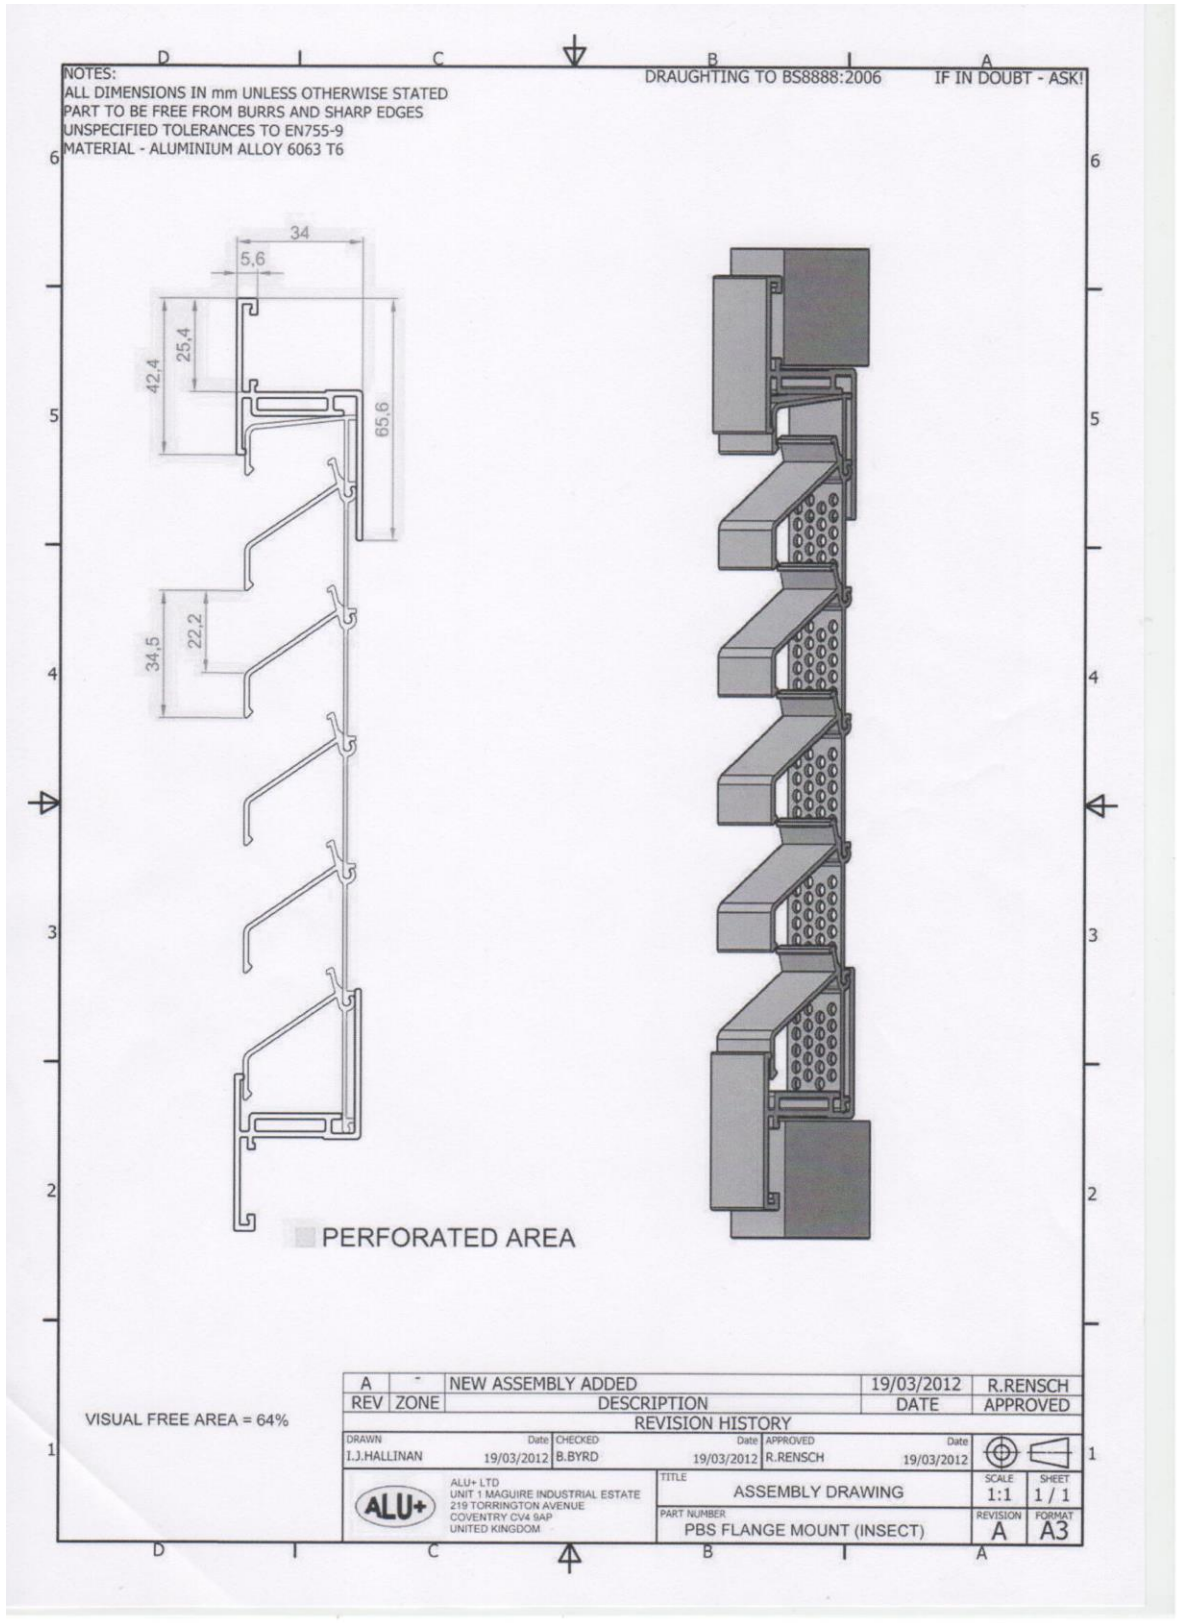 D C B A
NOTES:
ALL DIMENSIONS IN mm UNLESS OTHERWISE STATED
PART TO BE FREE FROM BURRS AND SHARP EDGES
UNSPECIFIED TOLERANCES TO EN755-9
MATERIAL - ALUMINIUM ALLOY 6063 T6
DRAUGHTING TO BS8888:2006 IF IN DOUBT - ASK!
6 6
34
5,6
25,4
42,4
65,6
5 5
22,2
34,5
4 4
3 3
2 2
PERFORATED AREA
VISUAL FREE AREA = 64%
1 1
A - NEW ASSEMBLY ADDED 19/03/2012 R.RENSCH
REV ZONE DESCRIPTION DATE APPROVED
REVISION HISTORY
DRAWN Date CHECKED Date APPROVED Date
I.J.HALLINAN 19/03/2012 B.BYRD 19/03/2012 R.RENSCH 19/03/2012
ALU+
ALU+ LTD
UNIT 1 MAGUIRE INDUSTRIAL ESTATE
219 TORRINGTON AVENUE
COVENTRY CV4 9AP
UNITED KINGDOM
TITLE
ASSEMBLY DRAWING
PART NUMBER
PBS FLANGE MOUNT (INSECT)
SCALE SHEET
1:1 1 / 1
REVISION FORMAT
A A3
D C B A